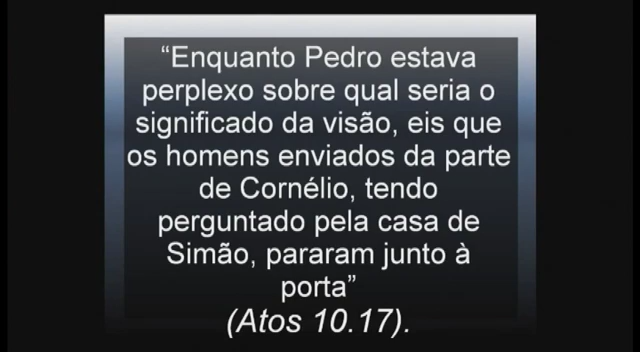 “Enquanto Pedro estava
perplexo sobre qual seria o
significado da visão, eis que
os homens enviados da parte
de Cornélio, tendo
perguntado pela casa de
Simão, pararam junto à
porta”
(Atos 10.17).